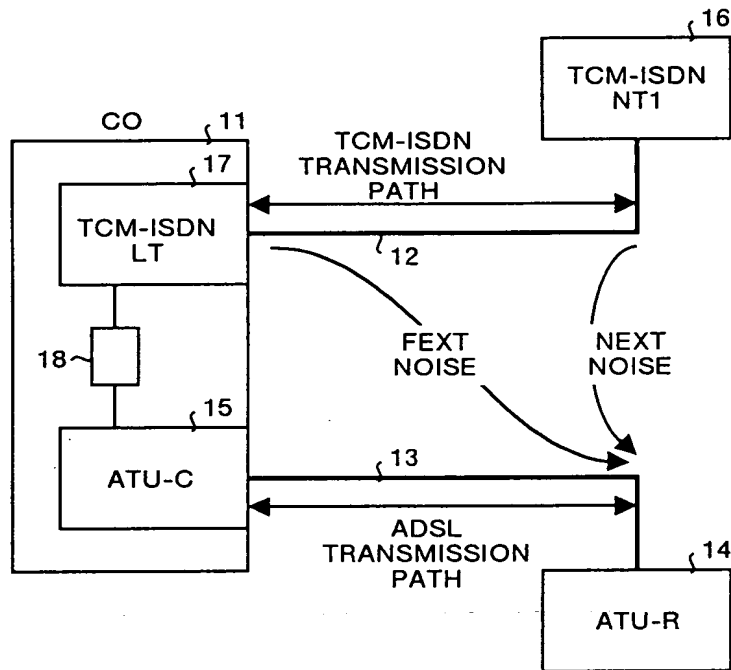 16
TCM-ISDN
NT1
CO
11
17
TCM-ISDN
LT
TCM-ISDN
TRANSMISSION
PATH
12
FEXT
NOISE
NEXT
NOISE
18
15
ATU-C
13
ADSL
TRANSMISSION
PATH
14
ATU-R